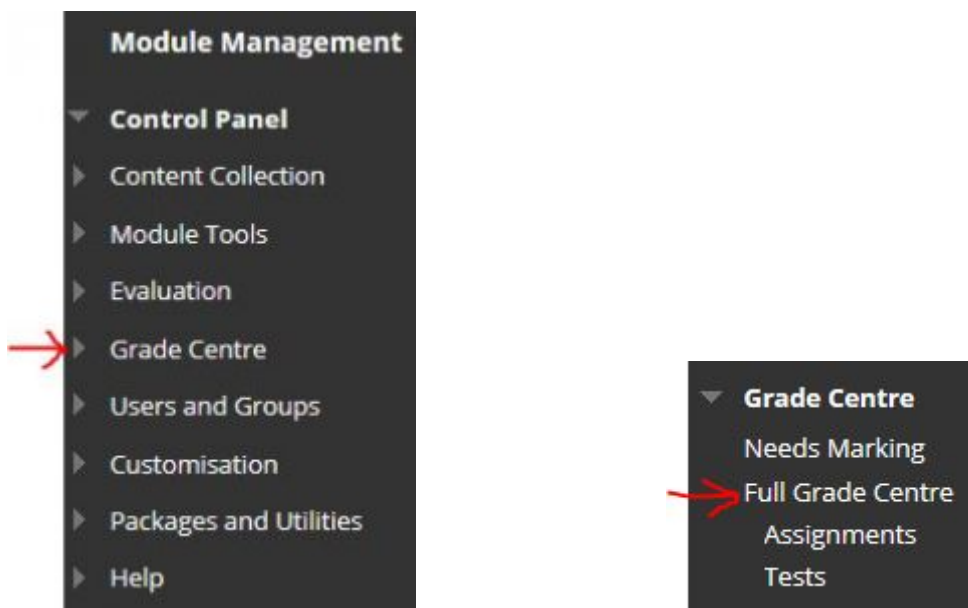 Module Management
Control Panel
Content Collection
Module Tools
Evaluation
Grade Centre
Users and Groups
Customisation
Packages and Utilities
Help
Grade Centre
Needs Marking
Full Grade Centre
Assignments
Tests